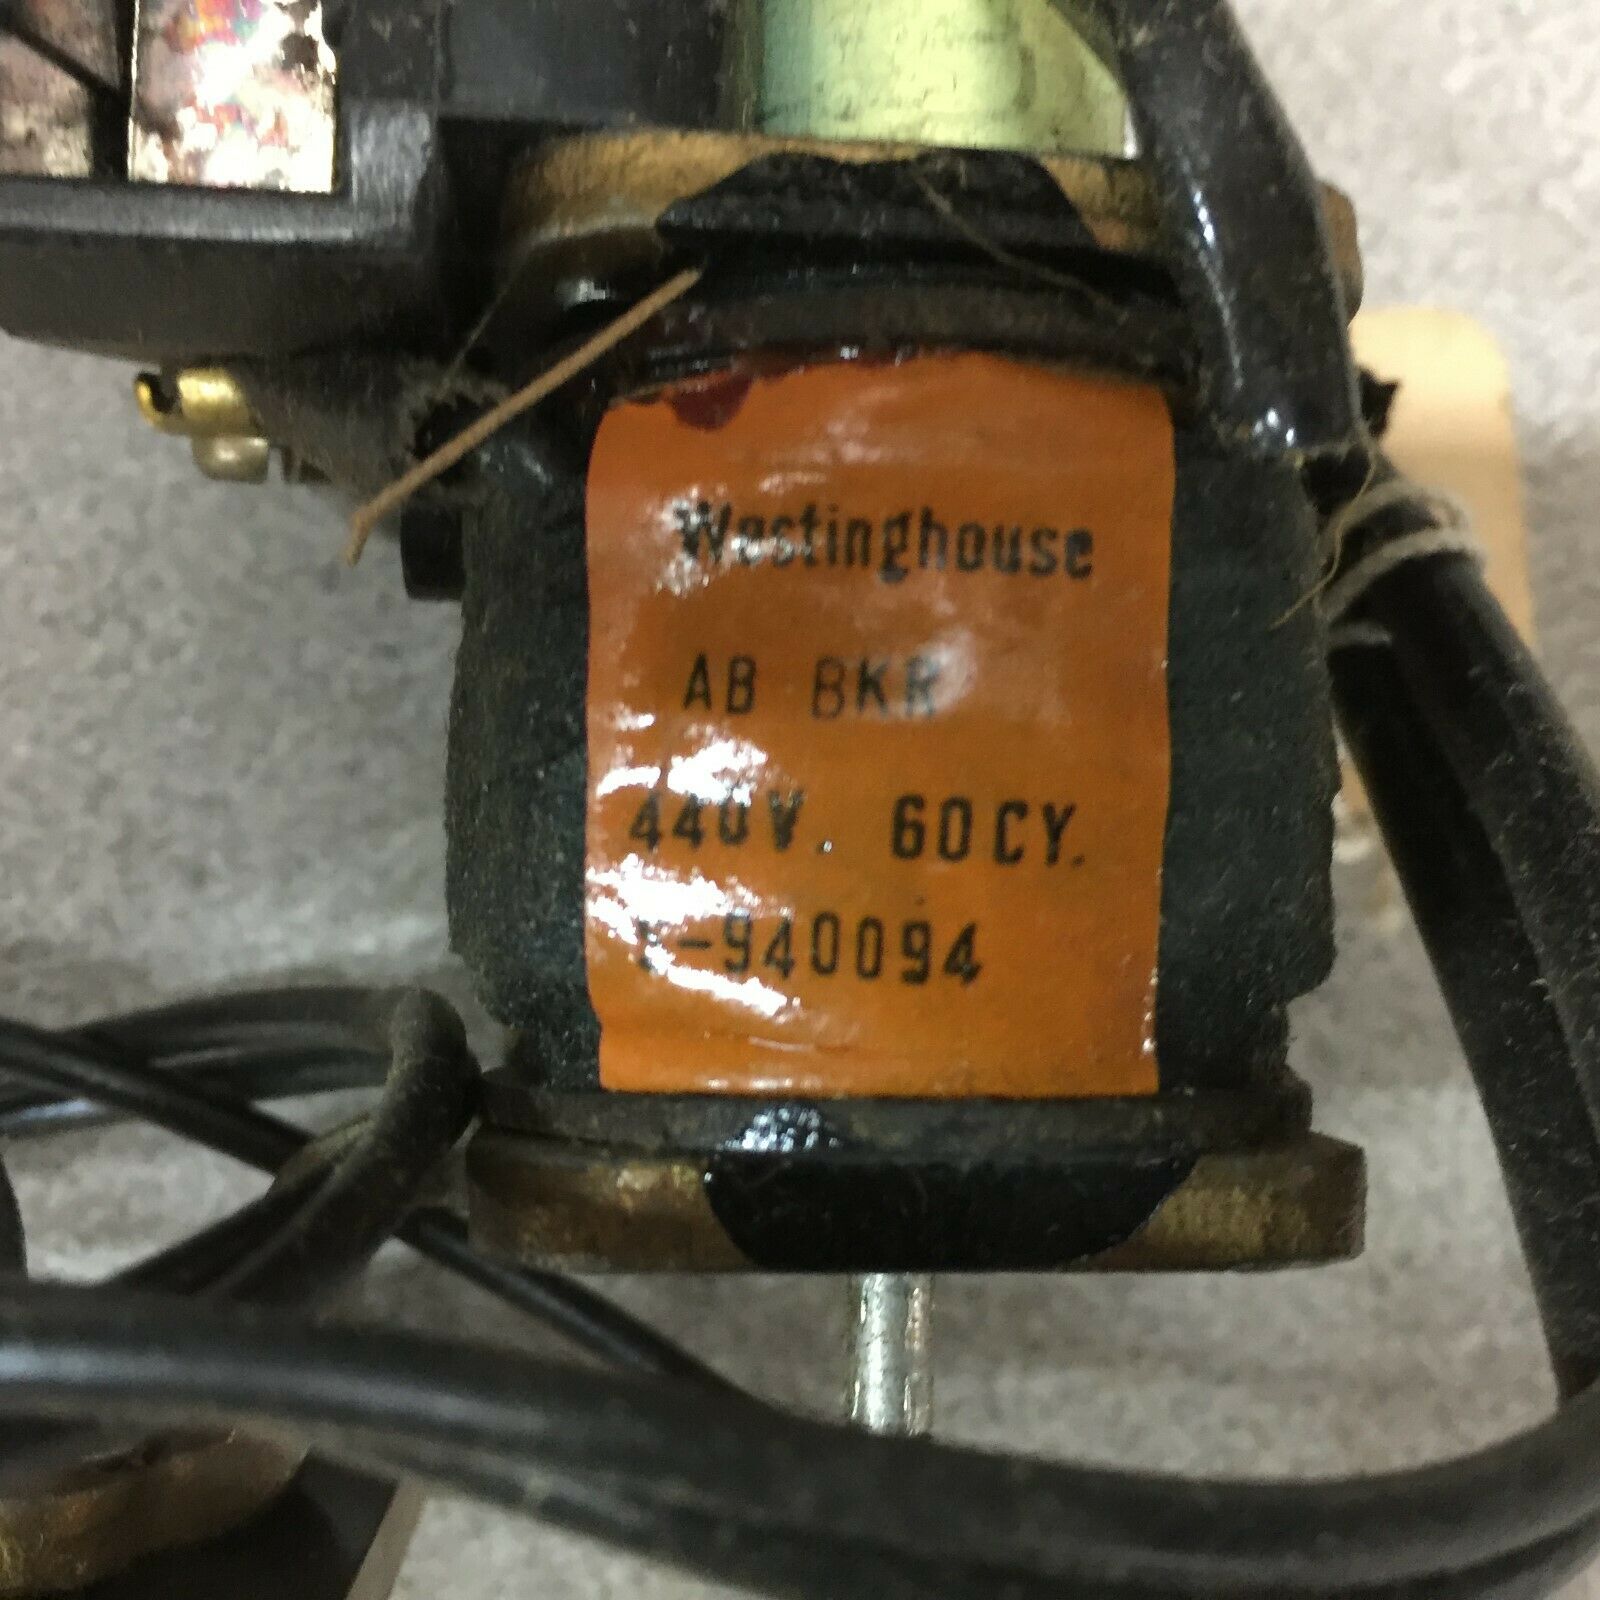 Westinghouse
AB BKR
440V. 60CY.
-940094